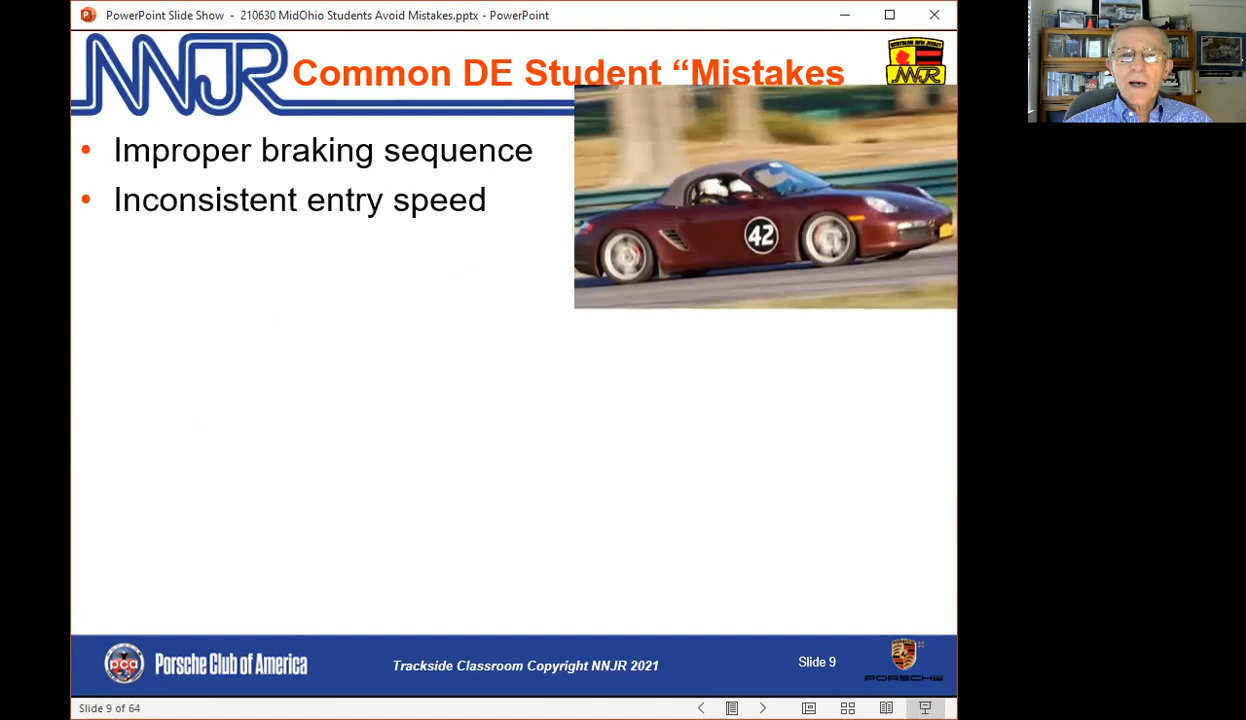 PowerPoint Slide Show - 210630 MidOhio Students Avoid Mistakes.pptx - PowerPoint
NNJR
Common DE Student “Mistakes
NNJR
• Improper braking sequence
• Inconsistent entry speed
42
pca
Porsche Club of America
Trackside Classroom Copyright NNJR 2021
Slide 9
PORSCHE
Slide 9 of 64